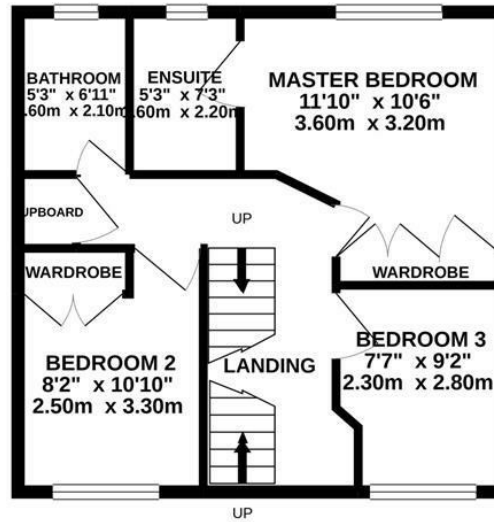 BATHROOM
5'3" x 6'11"
.60m x 2.10m
ENSUITE
5'3" x 7'3"
.60m x 2.20m
MASTER BEDROOM
11'10" x 10'6"
3.60m x 3.20m
UPBOARD
UP
WARDROBE
WARDROBE
BEDROOM 2
8'2" x 10'10"
2.50m x 3.30m
LANDING
BEDROOM 3
7'7" x 9'2"
2.30m x 2.80m
UP